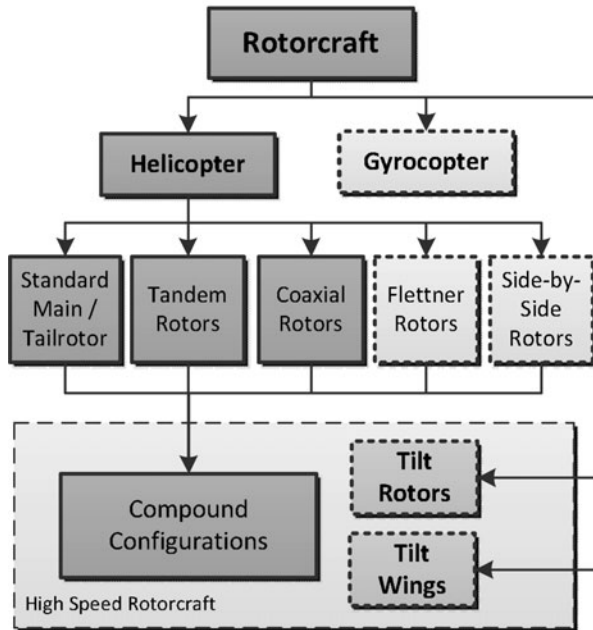 Rotorcraft
Helicopter
Gyrocopter
Standard
Main /
Tailrotor
Tandem
Rotors
Coaxial
Rotors
Flettner
Rotors
Side-by-
Side
Rotors
Compound
Configurations
Tilt
Rotors
Tilt
Wings
High Speed Rotorcraft